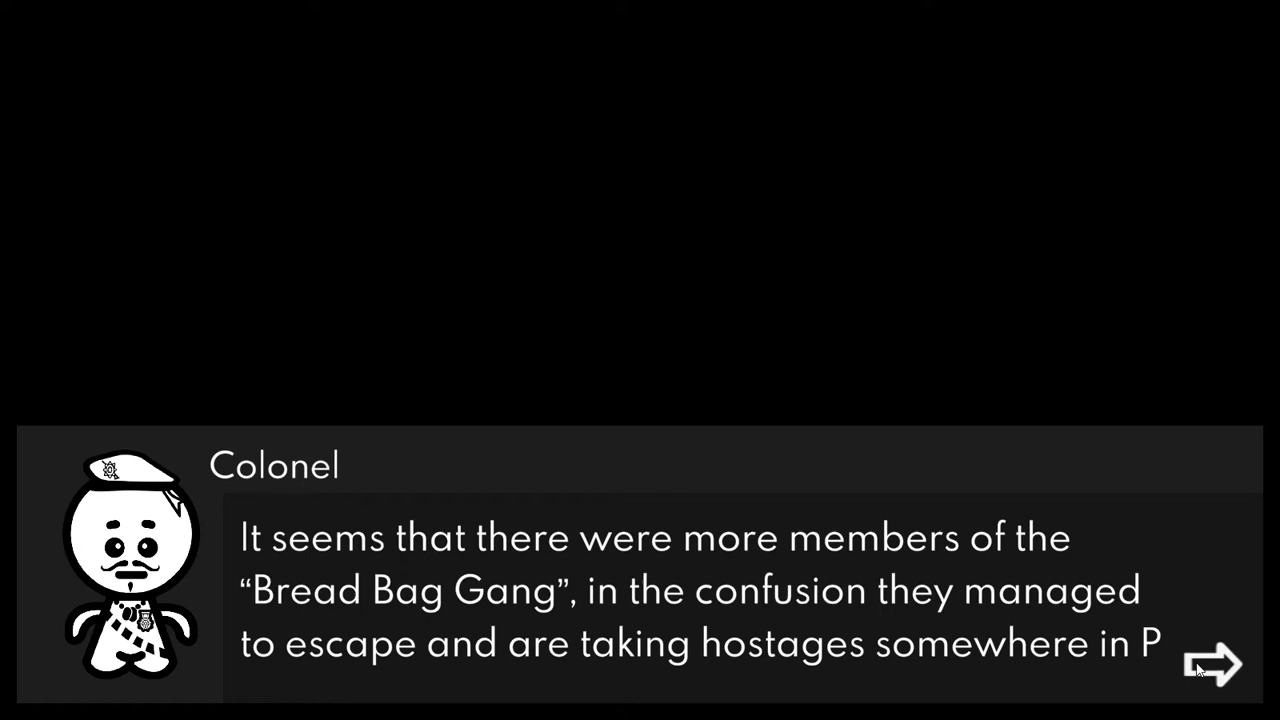 Colonel
It seems that there were more members of the
“Bread Bag Gang”, in the confusion they managed
to escape and are taking hostages somewhere in P